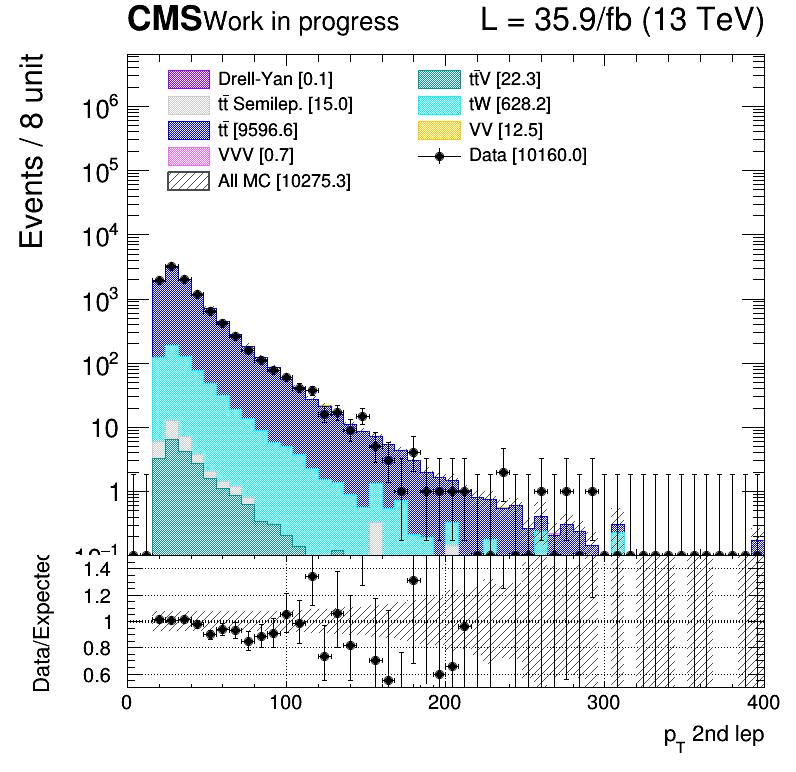 CMS Work in progress L = 35.9/fb (13 TeV)
Events / 8 unit
Drell-Yan [0.1]
tt̄ Semilep. [15.0]
tt̄ [9596.6]
VVV [0.7]
All MC [10275.3]
tt̄V [22.3]
tW [628.2]
VV [12.5]
Data [10160.0]
10⁶
10⁵
10⁴
10³
10²
10
1
10⁻¹
Data/Expected
1.4
1.2
1
0.8
0.6
0 100 200 300 400
p_T 2nd lep